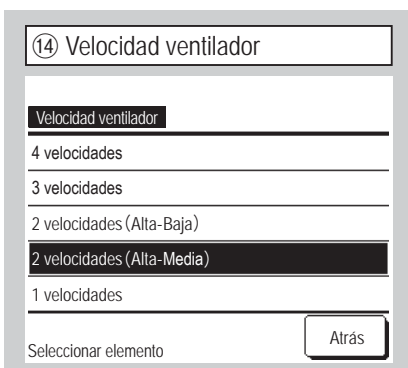 ⑭ Velocidad ventilador
Velocidad ventilador
4 velocidades
3 velocidades
2 velocidades (Alta-Baja)
2 velocidades (Alta-Media)
1 velocidades
Seleccionar elemento
Atrás